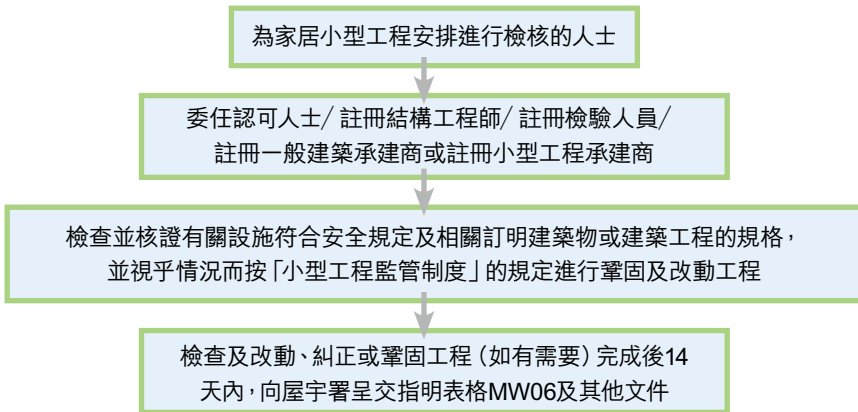 為家居小型工程安排進行檢核的人士
委任認可人士/ 註冊結構工程師/ 註冊檢驗人員/
註冊一般建築承建商或註冊小型工程承建商
檢查並核證有關設施符合安全規定及相關訂明建築物或建築工程的規格，
並視乎情況而按「小型工程監管制度」的規定進行鞏固及改動工程
檢查及改動、糾正或鞏固工程（如有需要）完成後14
天內，向屋宇署呈交指明表格MW06及其他文件